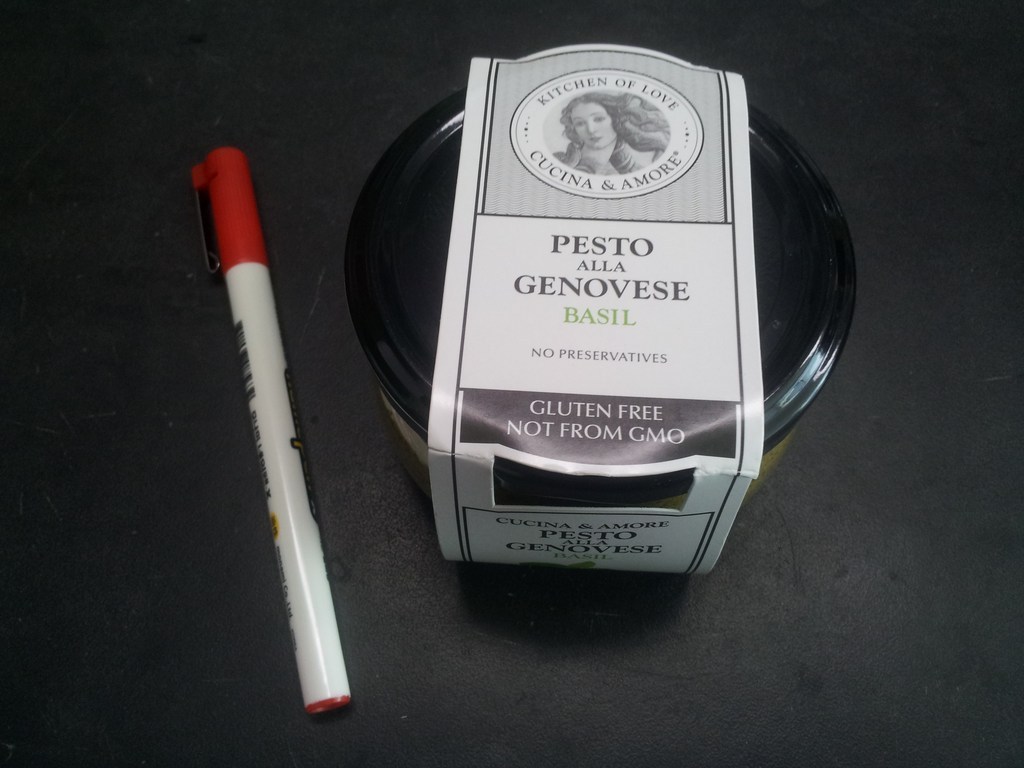 KITCHEN OF LOVE
CUCINA & AMORE®
PESTO
ALLA
GENOVESE
BASIL
NO PRESERVATIVES
GLUTEN FREE
NOT FROM GMO
CUCINA & AMORE
PESTO
ALLA
GENOVESE
BASIL